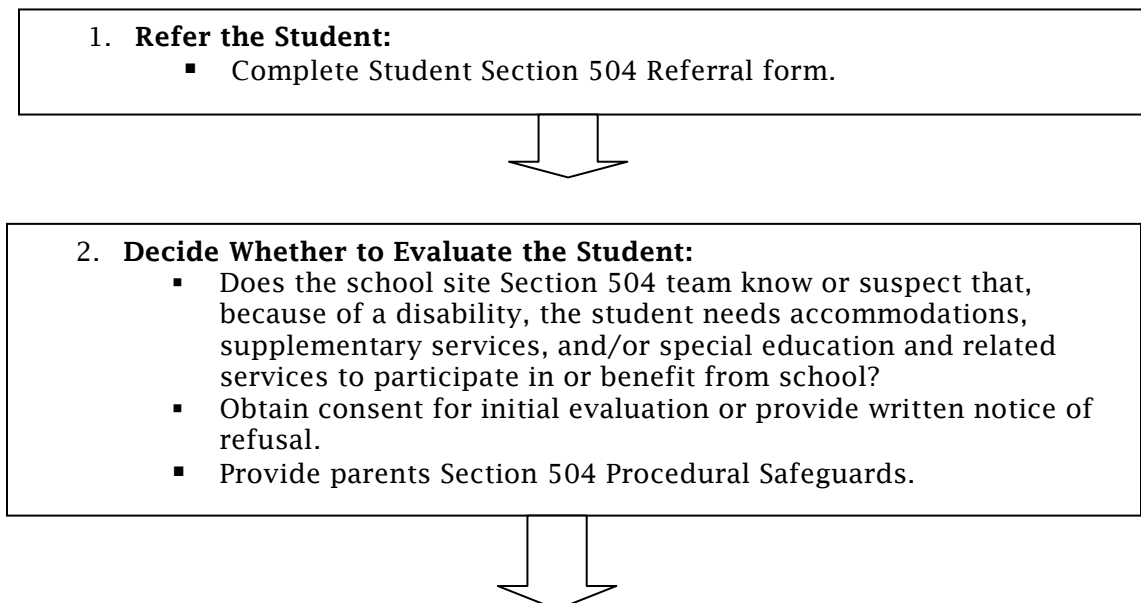 1. Refer the Student:
▪ Complete Student Section 504 Referral form.
2. Decide Whether to Evaluate the Student:
▪ Does the school site Section 504 team know or suspect that,
because of a disability, the student needs accommodations,
supplementary services, and/or special education and related
services to participate in or benefit from school?
▪ Obtain consent for initial evaluation or provide written notice of
refusal.
▪ Provide parents Section 504 Procedural Safeguards.